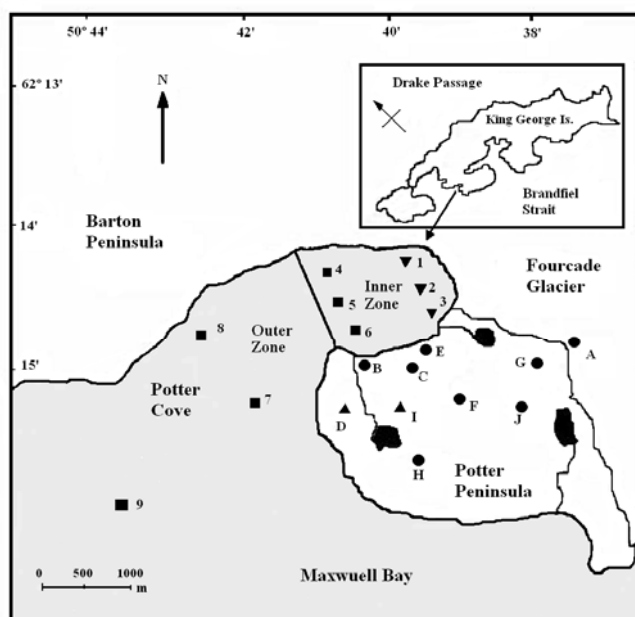 50° 44'
42'
40'
38'
62° 13'
N
Drake Passage
King George Is.
Brandfiel
Strait
14'
Barton
Peninsula
1
4
Inner
Zone
2
Fourcade
Glacier
5
3
8
Outer
Zone
6
15'
E
A
B
C
G
Potter
Cove
7
D
I
F
J
H
Potter
Peninsula
9
0 500 1000
m
Maxwuell Bay